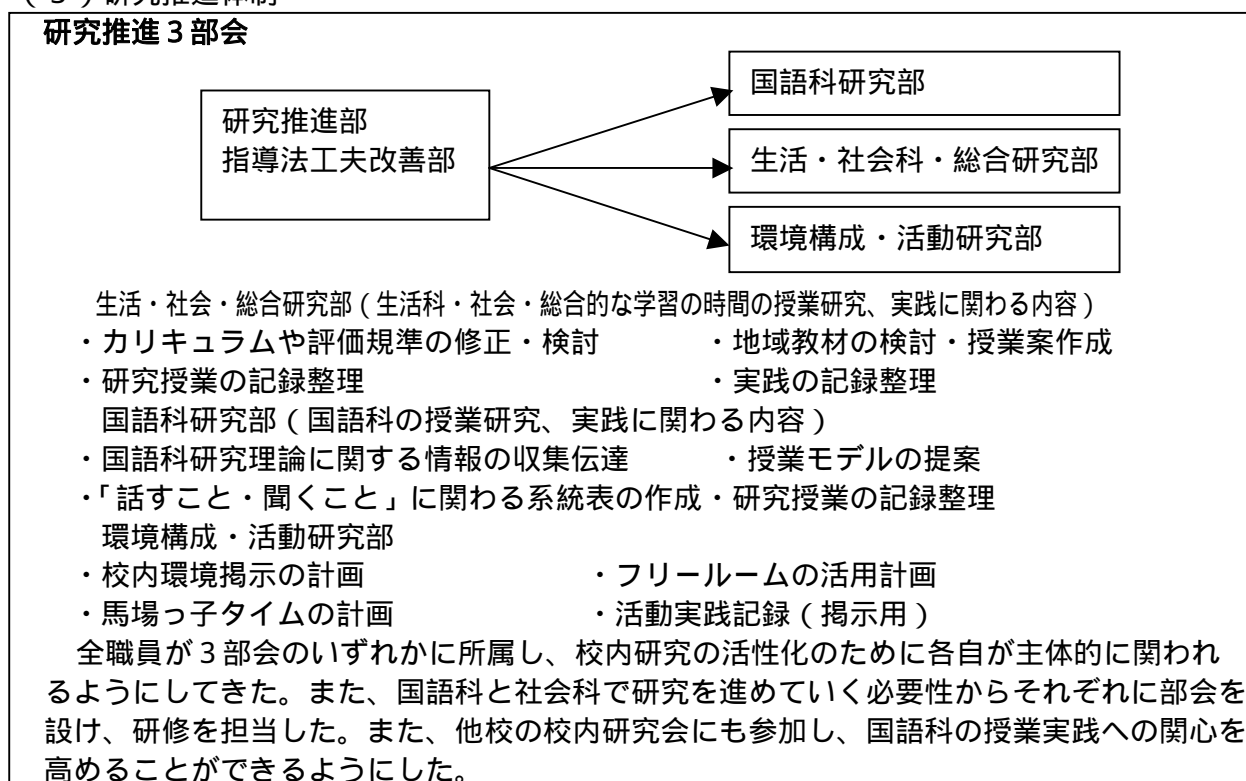 研究推進3部会
国語科研究部
研究推進部
指導法工夫改善部
生活・社会科・総合研究部
環境構成・活動研究部
生活・社会・総合研究部(生活科・社会・総合的な学習の時間の授業研究、実践に関わる内容)
・カリキュラムや評価規準の修正・検討 ・地域教材の検討・授業案作成
・研究授業の記録整理 ・実践の記録整理
国語科研究部(国語科の授業研究、実践に関わる内容)
・国語科研究理論に関する情報の収集伝達 ・授業モデルの提案
・「話すこと・聞くこと」に関わる系統表の作成・研究授業の記録整理
環境構成・活動研究部
・校内環境掲示の計画 ・フリールームの活用計画
・馬場っ子タイムの計画 ・活動実践記録(掲示用)
全職員が3部会のいずれかに所属し、校内研究の活性化のために各自が主体的に関われ
るようにしてきた。また、国語科と社会科で研究を進めていく必要性からそれぞれに部会を
設け、研修を担当した。また、他校の校内研究会にも参加し、国語科の授業実践への関心を
高めることができるようにした。